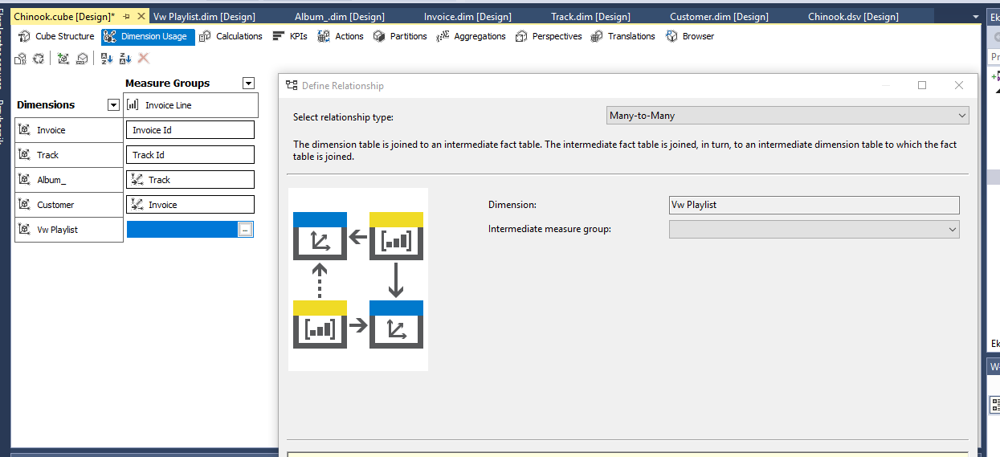 Chinook.cube [Design]* Vw Playlist.dim [Design] Album_.dim [Design] Invoice.dim [Design] Track.dim [Design] Customer.dim [Design] Chinook.dsv [Design]
Cube Structure Dimension Usage Calculations KPIs Actions Partitions Aggregations Perspectives Translations Browser
Measure Groups
Dimensions Invoice Line
Invoice Invoice Id
Track Track Id
Album_ Track
Customer Invoice
Vw Playlist ...
Define Relationship
Select relationship type: Many-to-Many
The dimension table is joined to an intermediate fact table. The intermediate fact table is joined, in turn, to an intermediate dimension table to which the fact
table is joined.
Dimension: Vw Playlist
Intermediate measure group: